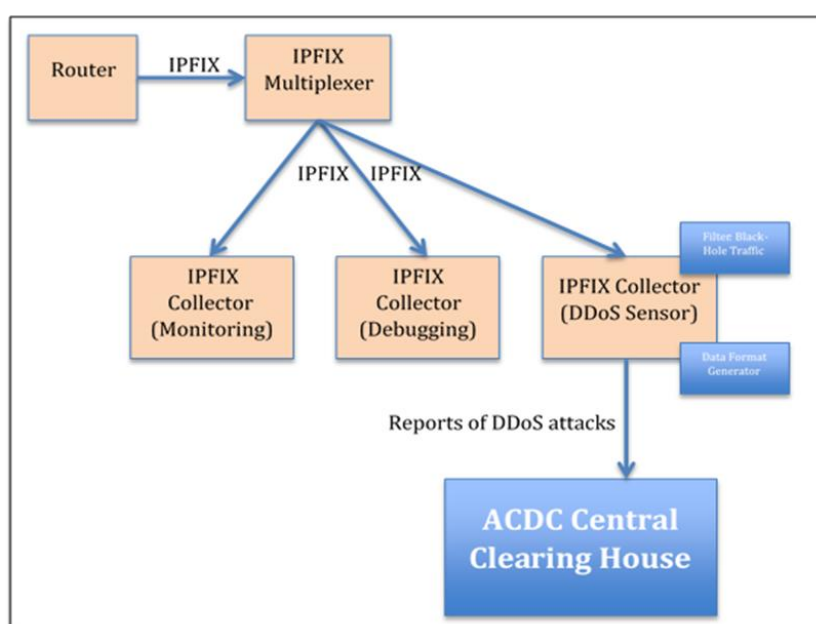 Router
IPFIX
IPFIX
Multiplexer
IPFIX
IPFIX
Filter Black-
Hole Traffic
IPFIX
Collector
(Monitoring)
IPFIX
Collector
(Debugging)
IPFIX Collector
(DDoS Sensor)
Data Format
Generator
Reports of DDoS attacks
ACDC Central
Clearing House